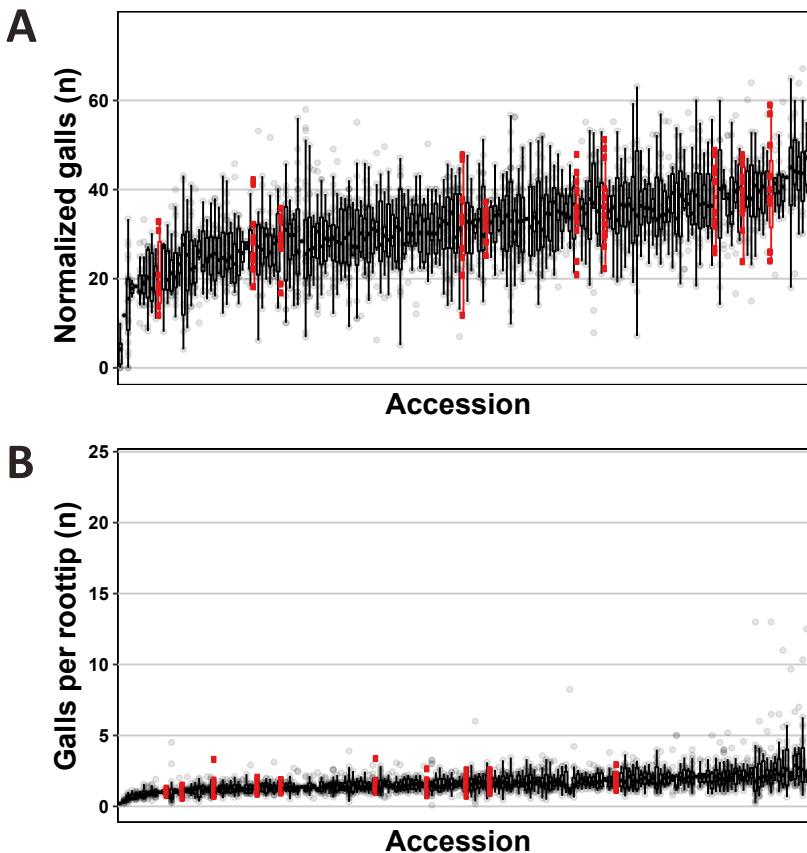 A
Normalized galls (n)
60
40
20
0
Accession
B
Galls per roottip (n)
25
20
15
10
5
0
Accession